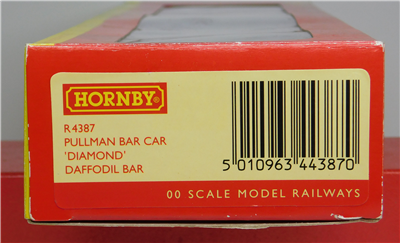 HORNBY®
R4387
PULLMAN BAR CAR
'DIAMOND'
DAFFODIL BAR
5 010963 443870
00 SCALE MODEL RAILWAYS